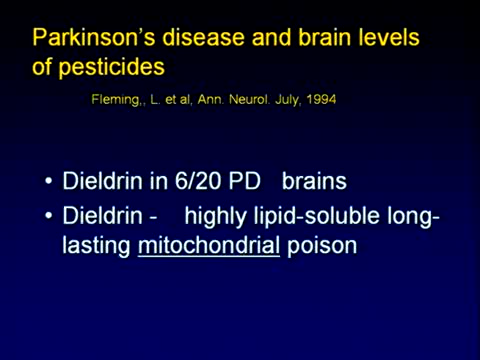 Parkinson's disease and brain levels
of pesticides
Fleming,, L. et al, Ann. Neurol. July, 1994
• Dieldrin in 6/20 PD brains
• Dieldrin - highly lipid-soluble long-
lasting mitochondrial poison